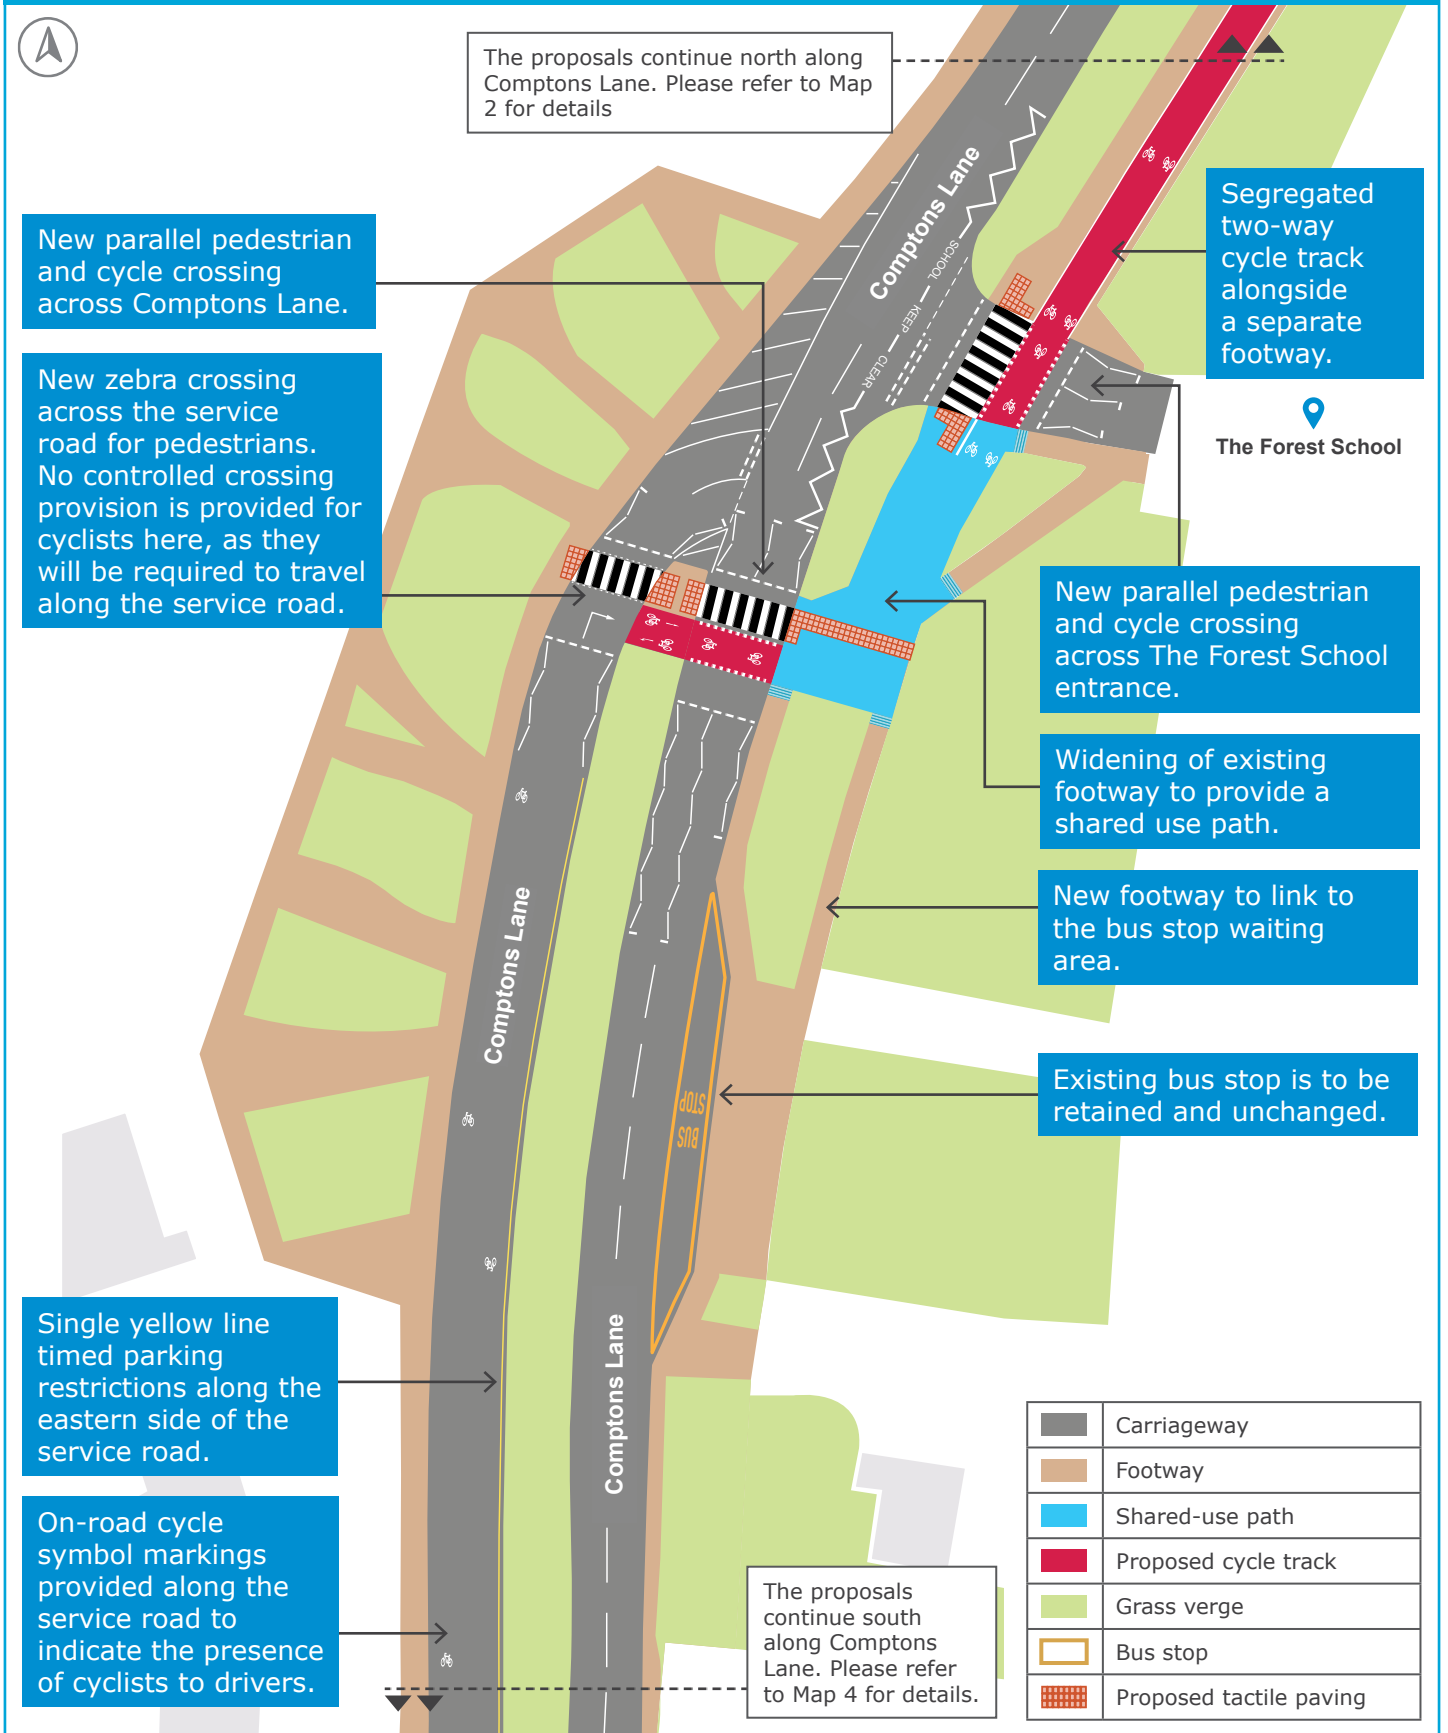 The proposals continue north along
Comptons Lane. Please refer to Map
2 for details
New parallel pedestrian
and cycle crossing
across Comptons Lane.
Segregated
two-way
cycle track
alongside
a separate
footway.
The Forest School
Comptons Lane
SCHOOL
KEEP
CLEAR
New zebra crossing
across the service
road for pedestrians.
No controlled crossing
provision is provided for
cyclists here, as they
will be required to travel
along the service road.
New parallel pedestrian
and cycle crossing
across The Forest School
entrance.
Widening of existing
footway to provide a
shared use path.
New footway to link to
the bus stop waiting
area.
Comptons Lane
BUS
STOP
Existing bus stop is to be
retained and unchanged.
Comptons Lane
Single yellow line
timed parking
restrictions along the
eastern side of the
service road.
On-road cycle
symbol markings
provided along the
service road to
indicate the presence
of cyclists to drivers.
The proposals
continue south
along Comptons
Lane. Please refer
to Map 4 for details.
Carriageway
Footway
Shared-use path
Proposed cycle track
Grass verge
Bus stop
Proposed tactile paving